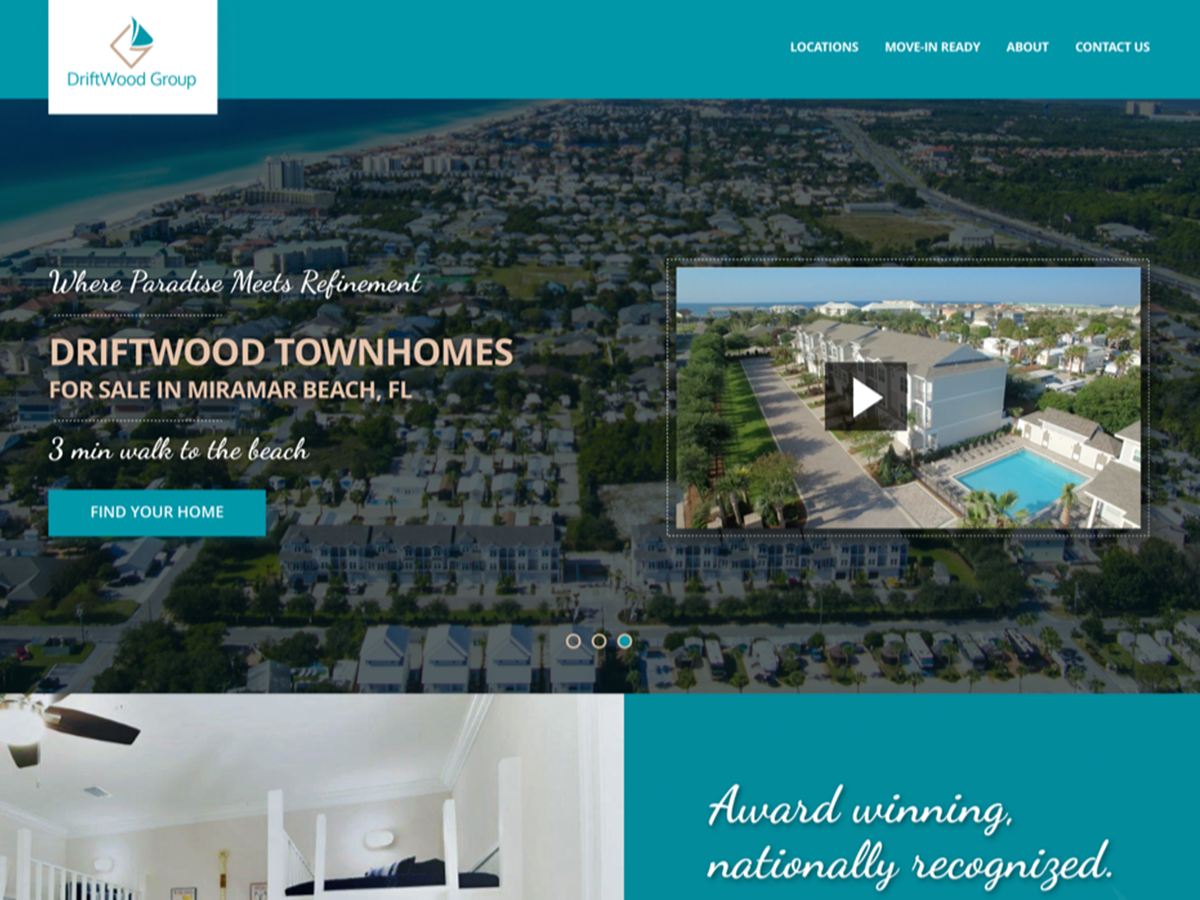 DriftWood Group
LOCATIONS MOVE-IN READY ABOUT CONTACT US
Where Paradise Meets Refinement
DRIFTWOOD TOWNHOMES
FOR SALE IN MIRAMAR BEACH, FL
3 min walk to the beach
FIND YOUR HOME
Award winning,
nationally recognized.